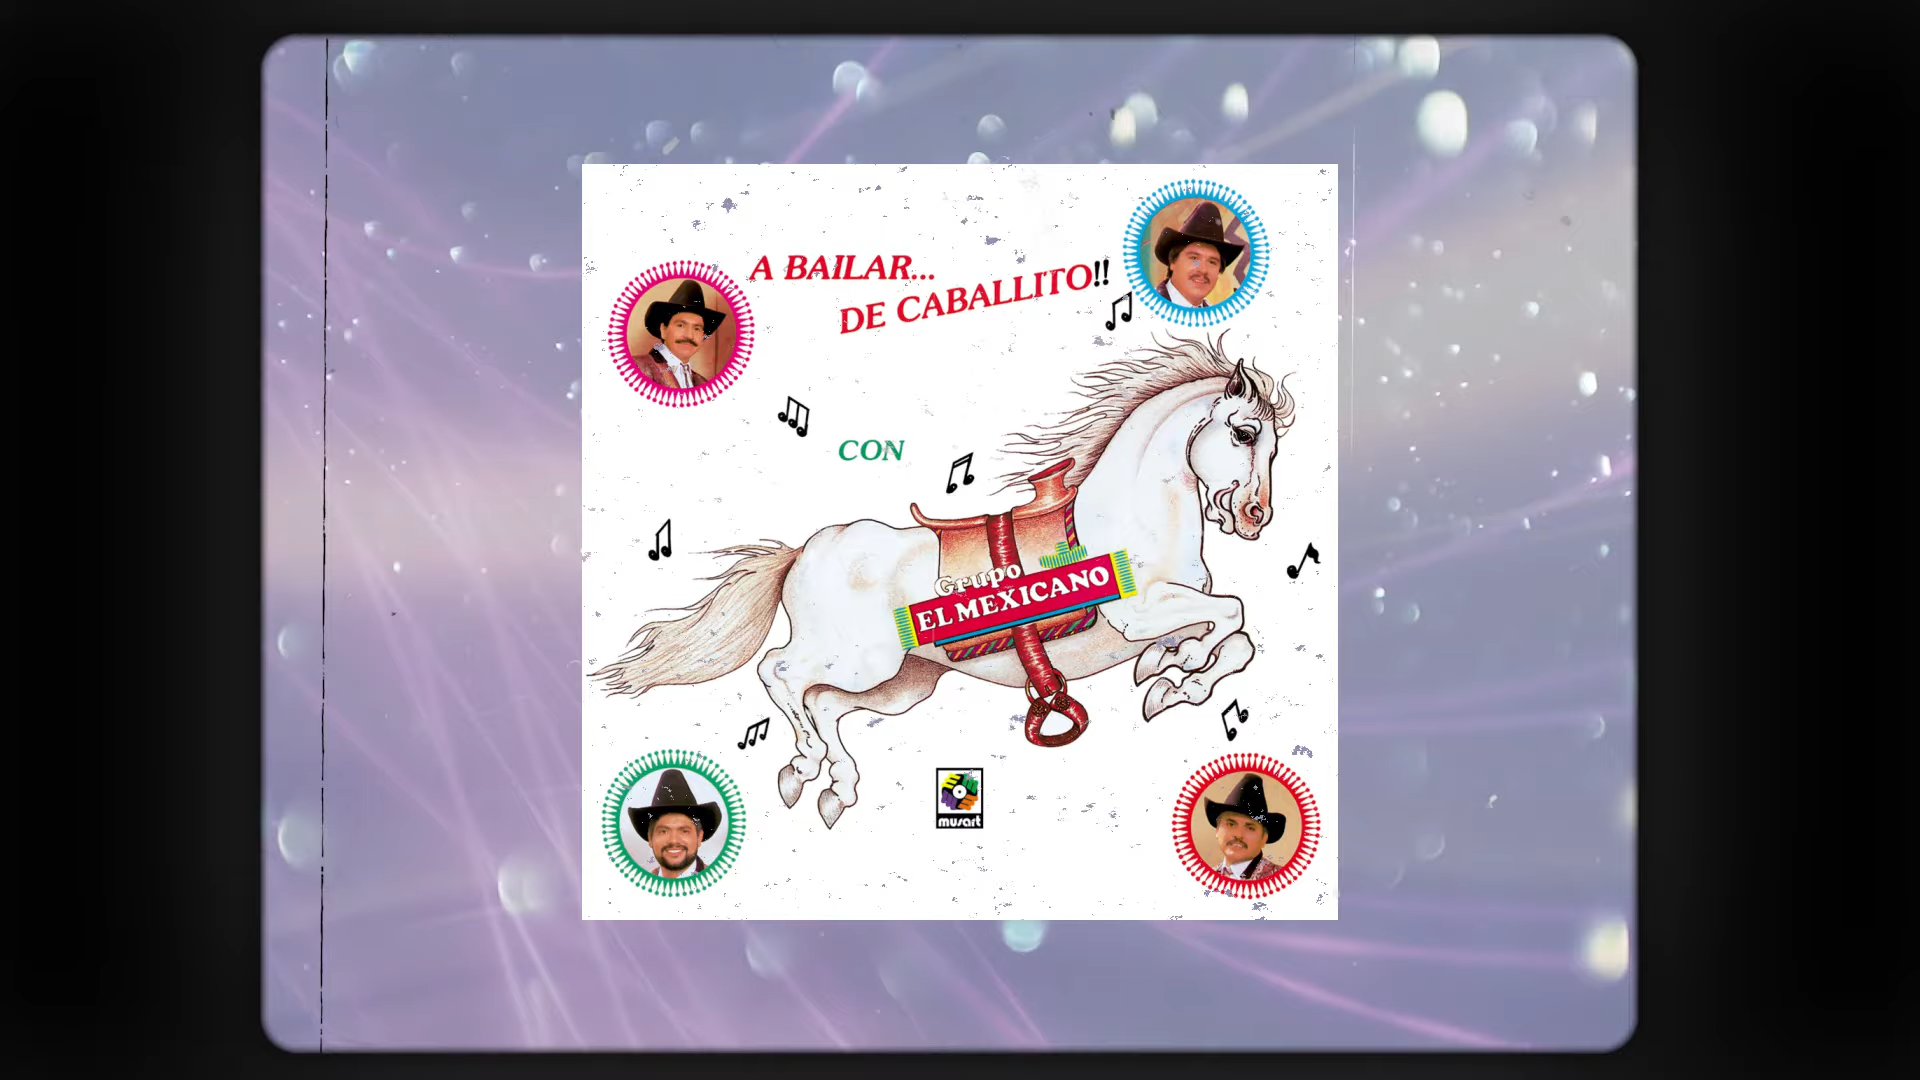 A BAILAR...
DE CABALLITO!!
CON
Grupo
EL MEXICANO
musart